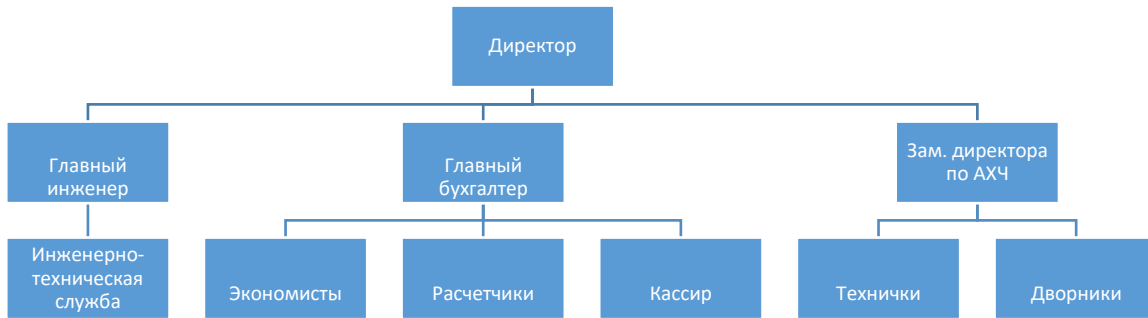 Директор
Главный
инженер
Главный
бухгалтер
Зам. директора
по АХЧ
Инженерно-
техническая
служба
Экономисты
Расчетчики
Кассир
Технички
Дворники